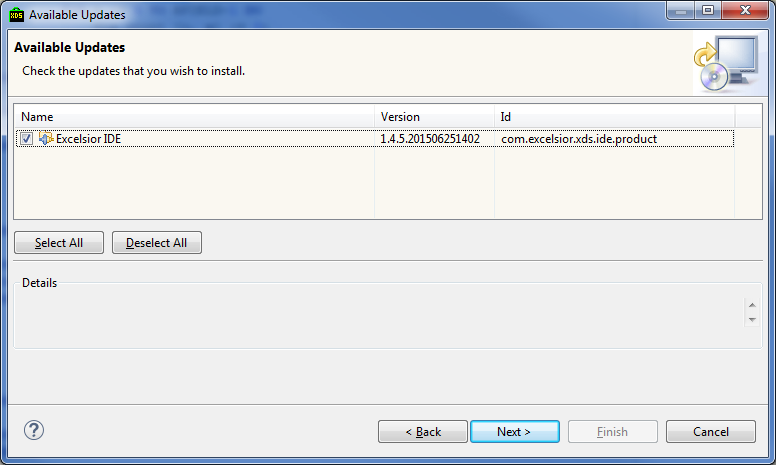 XDS Available Updates
Available Updates
Check the updates that you wish to install.
Name Version Id
Excelsior IDE 1.4.5.201506251402 com.excelsior.xds.ide.product
Select All Deselect All
Details
? < Back Next > Finish Cancel